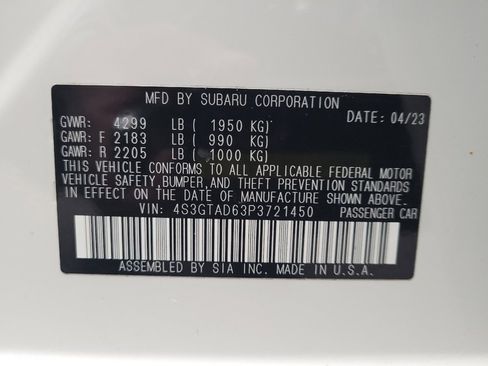 MFD BY SUBARU CORPORATION
DATE: 04/23
GVWR: 4299 LB ( 1950 KG)
GAWR: F 2183 LB ( 990 KG)
GAWR: R 2205 LB ( 1000 KG)
THIS VEHICLE CONFORMS TO ALL APPLICABLE FEDERAL MOTOR
VEHICLE SAFETY,BUMPER,AND THEFT PREVENTION STANDARDS
IN EFFECT ON THE DATE OF MANUFACTURE SHOWN ABOVE.
VIN: 4S3GTAD63P3721450 PASSENGER CAR
ASSEMBLED BY SIA INC. MADE IN U.S.A.